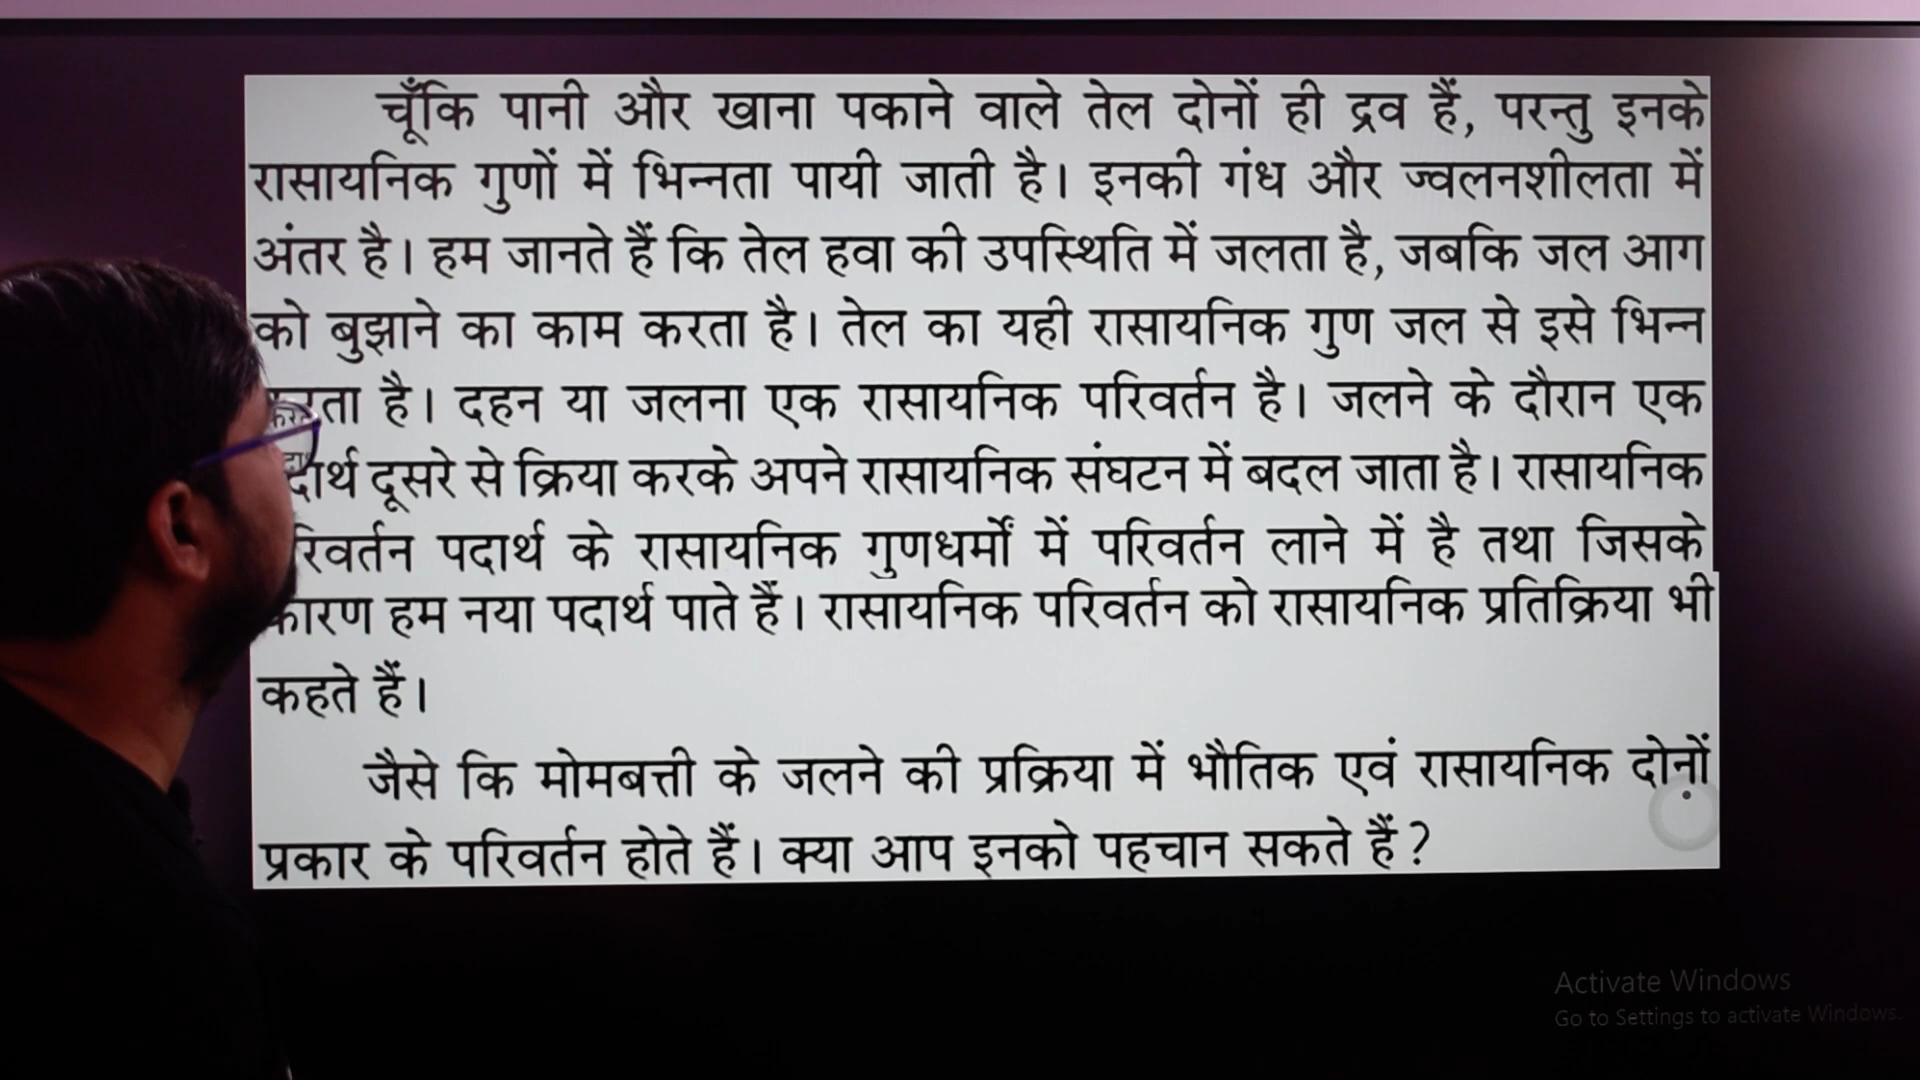 चूँकि पानी और खाना पकाने वाले तेल दोनों ही द्रव हैं, परन्तु इनके
रासायनिक गुणों में भिन्नता पायी जाती है। इनकी गंध और ज्वलनशीलता में
अंतर है। हम जानते हैं कि तेल हवा की उपस्थिति में जलता है, जबकि जल आग
को बुझाने का काम करता है। तेल का यही रासायनिक गुण जल से इसे भिन्न
करता है। दहन या जलना एक रासायनिक परिवर्तन है। जलने के दौरान एक
पदार्थ दूसरे से क्रिया करके अपने रासायनिक संघटन में बदल जाता है। रासायनिक
परिवर्तन पदार्थ के रासायनिक गुणधर्मों में परिवर्तन लाने में है तथा जिसके
कारण हम नया पदार्थ पाते हैं। रासायनिक परिवर्तन को रासायनिक प्रतिक्रिया भी
कहते हैं।
जैसे कि मोमबत्ती के जलने की प्रक्रिया में भौतिक एवं रासायनिक दोनों
प्रकार के परिवर्तन होते हैं। क्या आप इनको पहचान सकते हैं?
Activate Windows
Go to Settings to activate Windows.